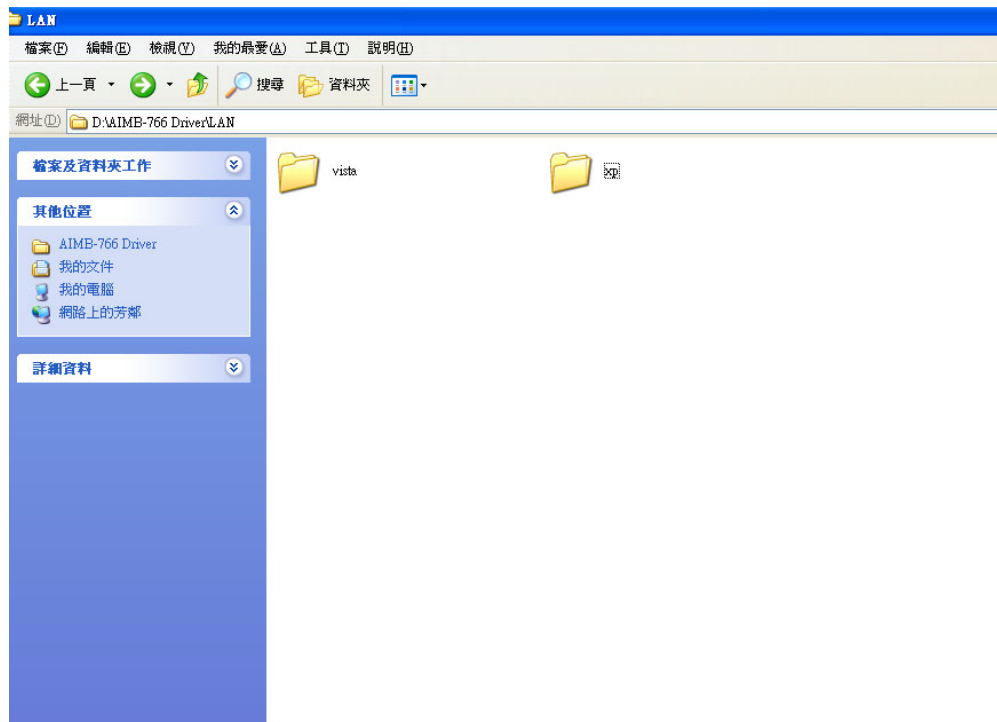 LAN
檔案(F) 編輯(E) 檢視(V) 我的最愛(A) 工具(T) 說明(H)
上一頁 搜尋 資料夾
網址(D) D:\AIMB-766 Driver\LAN
檔案及資料夾工作
其他位置
AIMB-766 Driver
我的文件
我的電腦
網路上的芳鄰
詳細資料
vista
xp